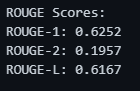 ROUGE Scores:
ROUGE-1: 0.6252
ROUGE-2: 0.1957
ROUGE-L: 0.6167